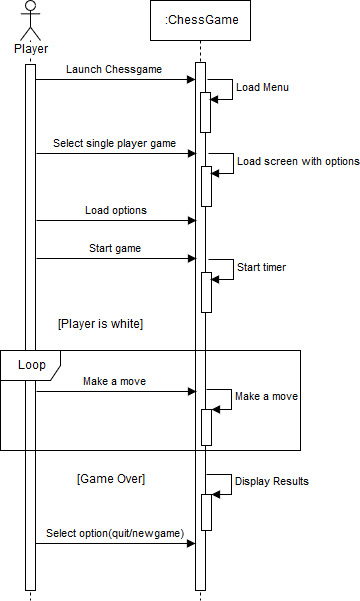 :ChessGame
Player
Launch Chessgame
Load Menu
Select single player game
Load screen with options
Load options
Start game
Start timer
[Player is white]
Loop
Make a move
Make a move
[Game Over]
Display Results
Select option(quit/newgame)